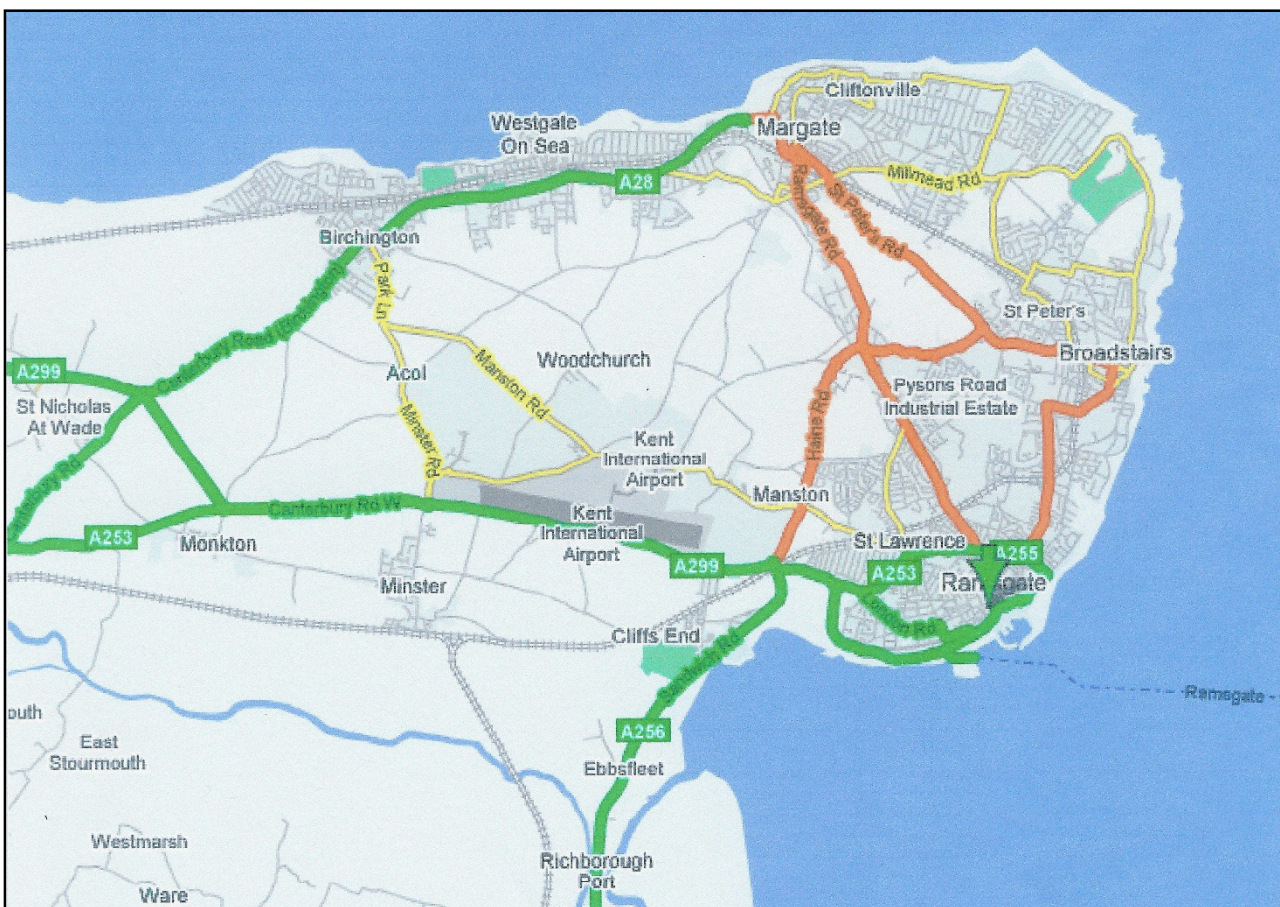 Cliftonville
Westgate
On Sea
Margate
A28
Millmead Rd
Ramsgate Rd
St Peter's Rd
Birchington
Park Ln
Canterbury Road (Birchington)
St Peter's
Woodchurch
Broadstairs
A299
Acol
Manston Rd
St Nicholas
At Wade
Pysons Road
Industrial Estate
Minster Rd
Haine Rd
Kent
International
Airport
Manston
Canterbury Rd W
Kent
International
Airport
A253
Monkton
St Lawrence
A255
A299
A253
Ramsgate
Minster
London Rd
Cliffs End
Sandwich Rd
Ramsgate
outh
A256
East
Stourmouth
Ebbsfleet
Westmarsh
Richborough
Port
Ware